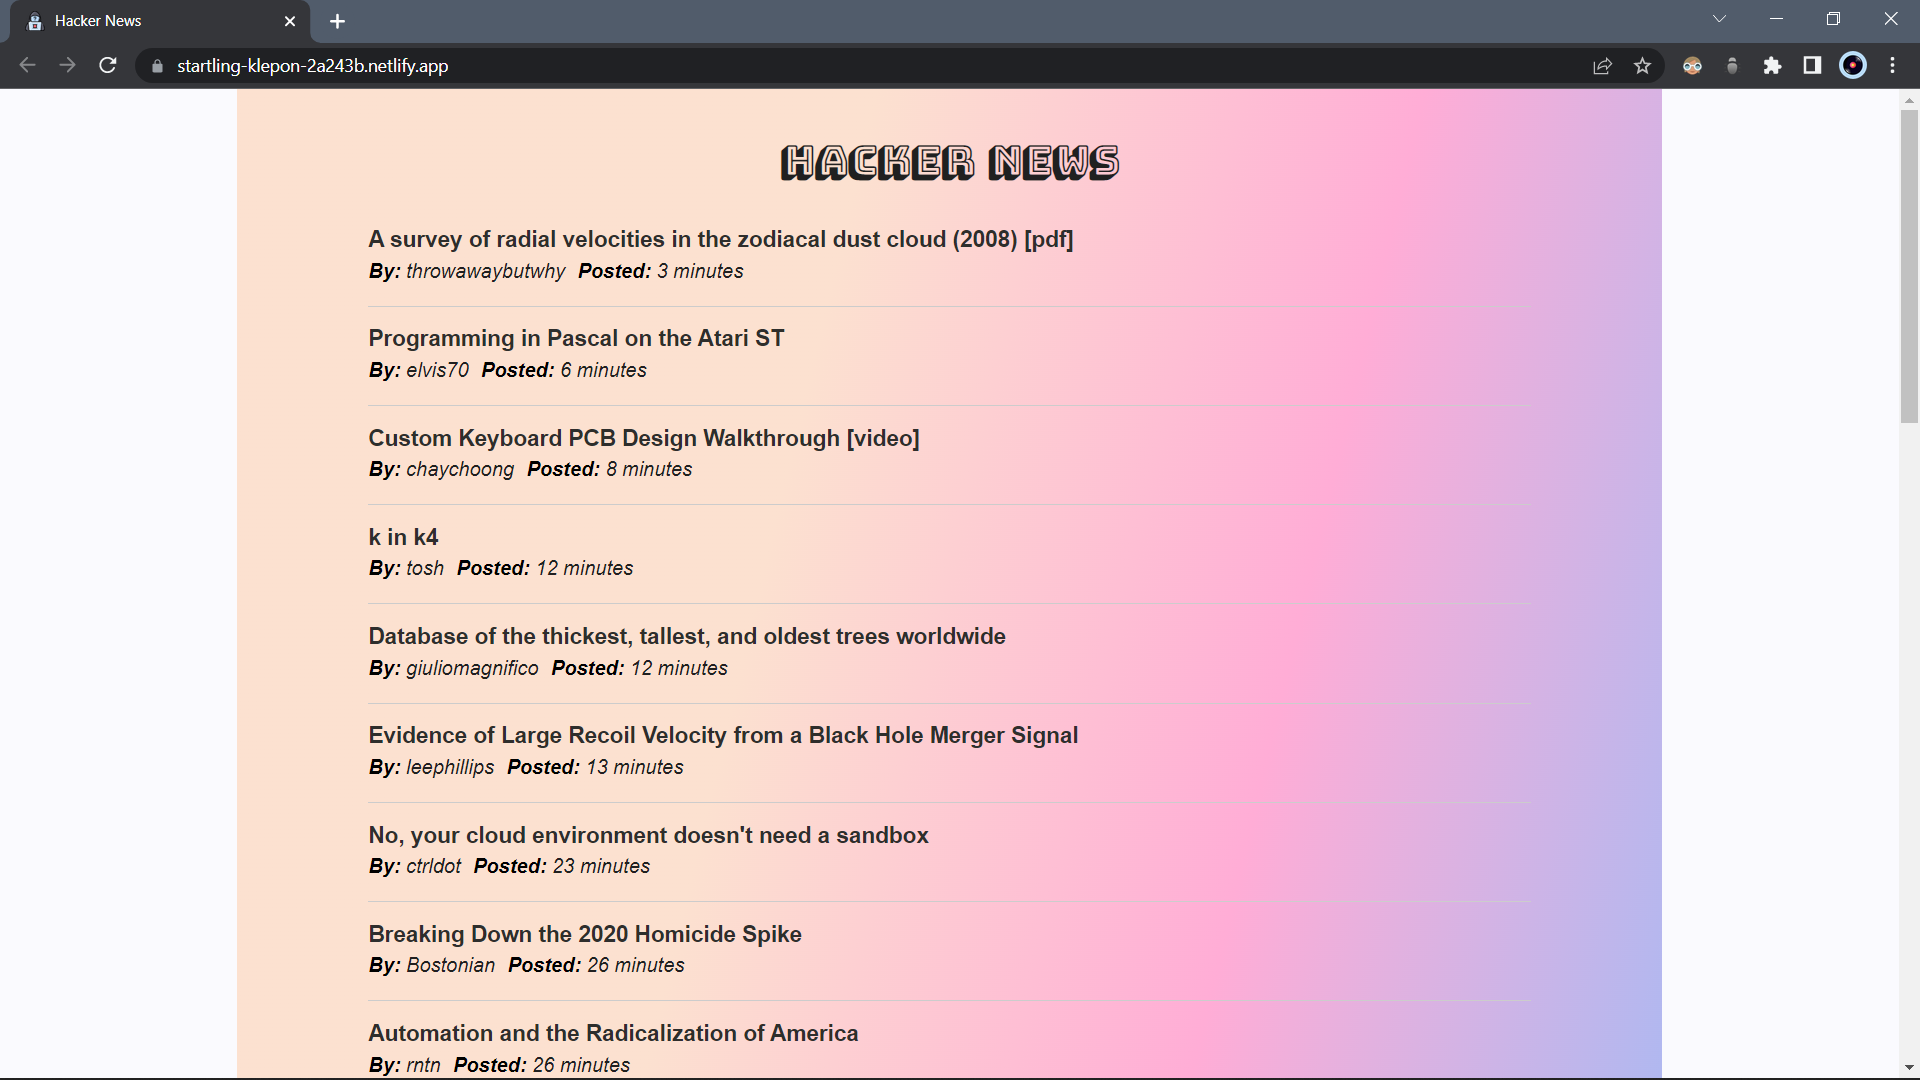 Hacker News
startling-klepon-2a243b.netlify.app
HACKER NEWS
A survey of radial velocities in the zodiacal dust cloud (2008) [pdf]
By: throwawaybutwhy Posted: 3 minutes
Programming in Pascal on the Atari ST
By: elvis70 Posted: 6 minutes
Custom Keyboard PCB Design Walkthrough [video]
By: chaychoong Posted: 8 minutes
k in k4
By: tosh Posted: 12 minutes
Database of the thickest, tallest, and oldest trees worldwide
By: giuliomagnifico Posted: 12 minutes
Evidence of Large Recoil Velocity from a Black Hole Merger Signal
By: leephillips Posted: 13 minutes
No, your cloud environment doesn't need a sandbox
By: ctrldot Posted: 23 minutes
Breaking Down the 2020 Homicide Spike
By: Bostonian Posted: 26 minutes
Automation and the Radicalization of America
By: rntn Posted: 26 minutes